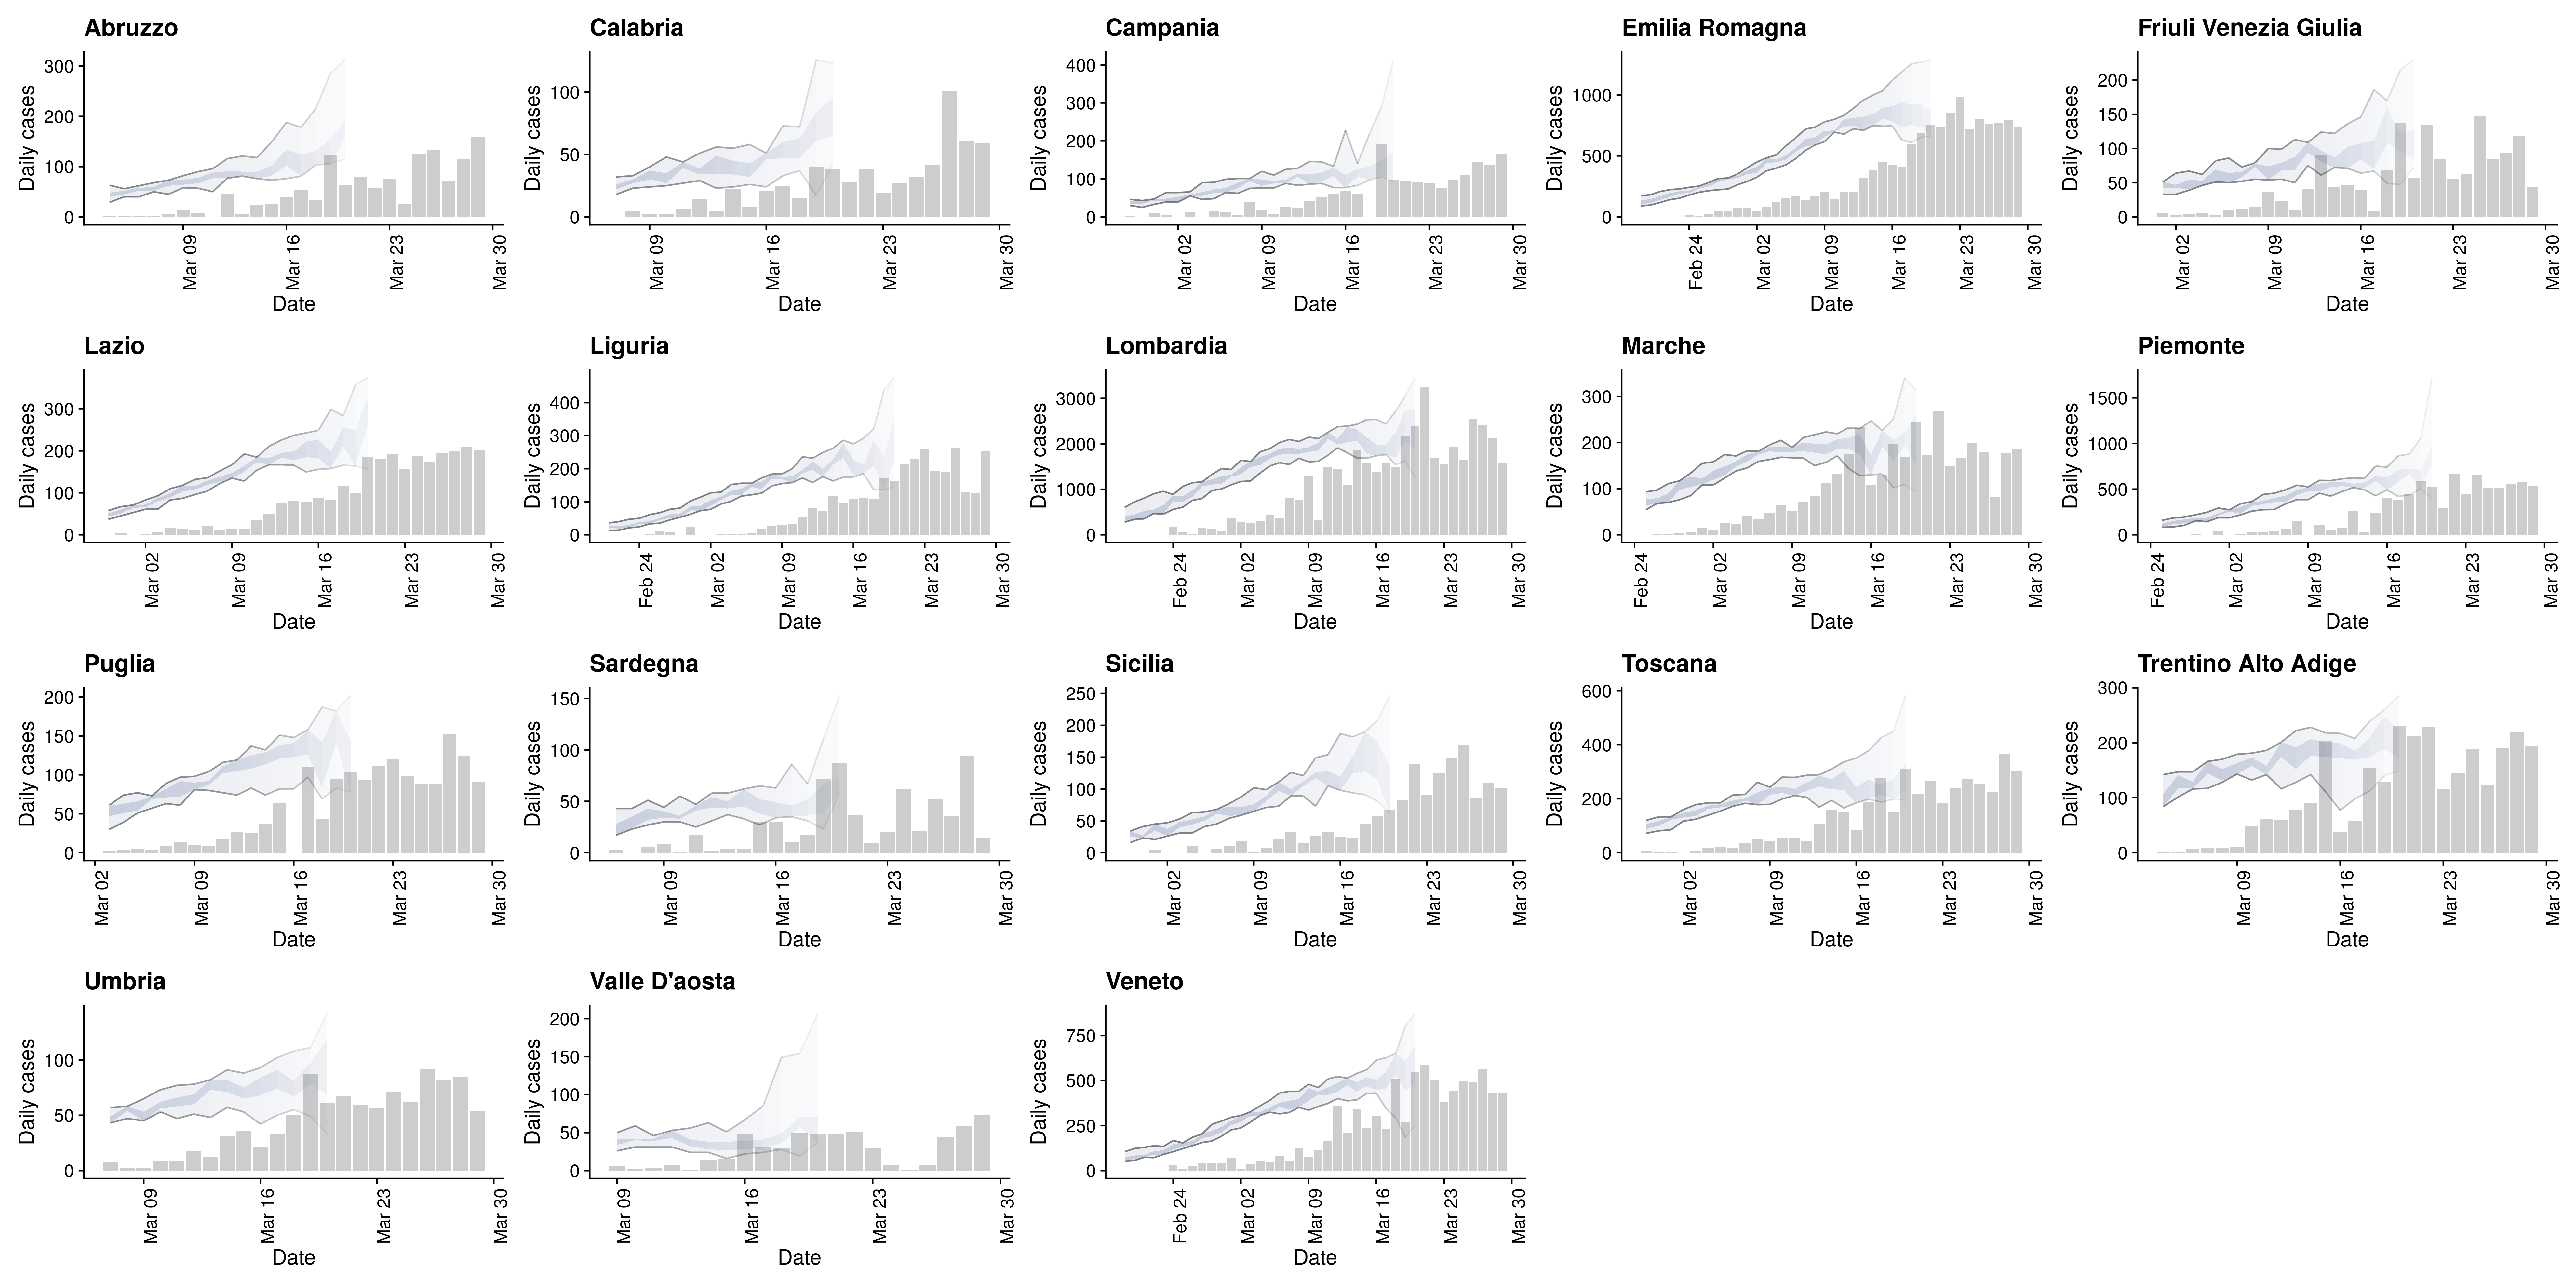 Abruzzo
Daily cases
300
200
100
0
Mar 09
Mar 16
Mar 23
Mar 30
Date
Calabria
Daily cases
100
50
0
Mar 09
Mar 16
Mar 23
Mar 30
Date
Campania
Daily cases
400
300
200
100
0
Mar 02
Mar 09
Mar 16
Mar 23
Mar 30
Date
Emilia Romagna
Daily cases
1000
500
0
Feb 24
Mar 02
Mar 09
Mar 16
Mar 23
Mar 30
Date
Friuli Venezia Giulia
Daily cases
200
150
100
50
0
Mar 02
Mar 09
Mar 16
Mar 23
Mar 30
Date
Lazio
Daily cases
300
200
100
0
Mar 02
Mar 09
Mar 16
Mar 23
Mar 30
Date
Liguria
Daily cases
400
300
200
100
0
Feb 24
Mar 02
Mar 09
Mar 16
Mar 23
Mar 30
Date
Lombardia
Daily cases
3000
2000
1000
0
Feb 24
Mar 02
Mar 09
Mar 16
Mar 23
Mar 30
Date
Marche
Daily cases
300
200
100
0
Feb 24
Mar 02
Mar 09
Mar 16
Mar 23
Mar 30
Date
Piemonte
Daily cases
1500
1000
500
0
Feb 24
Mar 02
Mar 09
Mar 16
Mar 23
Mar 30
Date
Puglia
Daily cases
200
150
100
50
0
Mar 02
Mar 09
Mar 16
Mar 23
Mar 30
Date
Sardegna
Daily cases
150
100
50
0
Mar 09
Mar 16
Mar 23
Mar 30
Date
Sicilia
Daily cases
250
200
150
100
50
0
Mar 02
Mar 09
Mar 16
Mar 23
Mar 30
Date
Toscana
Daily cases
600
400
200
0
Mar 02
Mar 09
Mar 16
Mar 23
Mar 30
Date
Trentino Alto Adige
Daily cases
300
200
100
0
Mar 09
Mar 16
Mar 23
Mar 30
Date
Umbria
Daily cases
100
50
0
Mar 09
Mar 16
Mar 23
Mar 30
Date
Valle D'aosta
Daily cases
200
150
100
50
0
Mar 09
Mar 16
Mar 23
Mar 30
Date
Veneto
Daily cases
750
500
250
0
Feb 24
Mar 02
Mar 09
Mar 16
Mar 23
Mar 30
Date